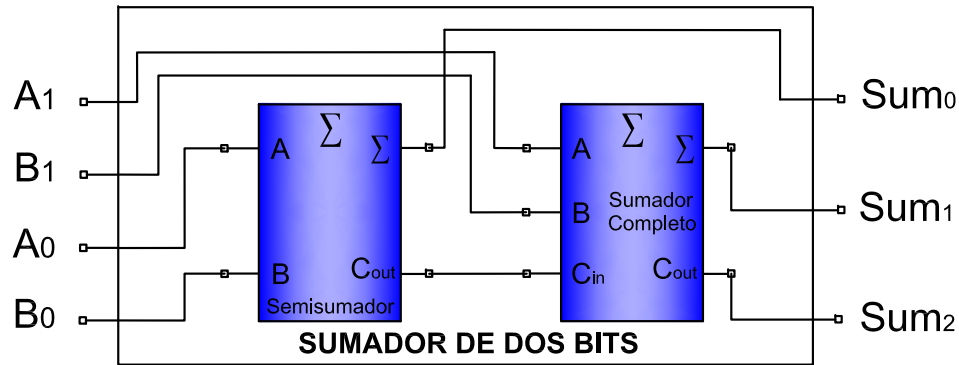 A1
B1
A0
B0
∑
A
∑
B
Cout
Semisumador
∑
A
∑
B
Sumador
Completo
Cin
Cout
Sum0
Sum1
Sum2
SUMADOR DE DOS BITS